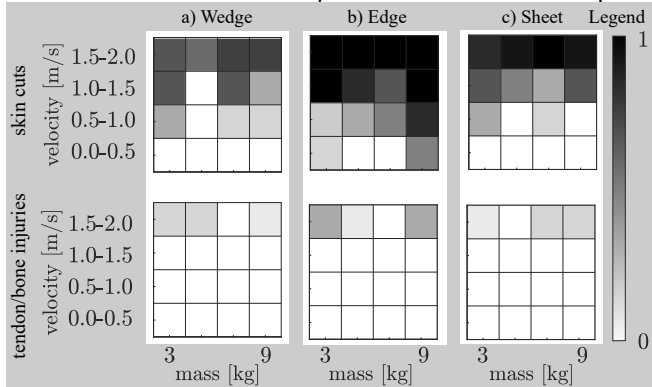 a) Wedge b) Edge c) Sheet Legend
skin cuts
velocity [m/s]
1.5-2.0
1.0-1.5
0.5-1.0
0.0-0.5
1
tendon/bone injuries
velocity [m/s]
1.5-2.0
1.0-1.5
0.5-1.0
0.0-0.5
0
3 9 3 9 3 9
mass [kg] mass [kg] mass [kg]